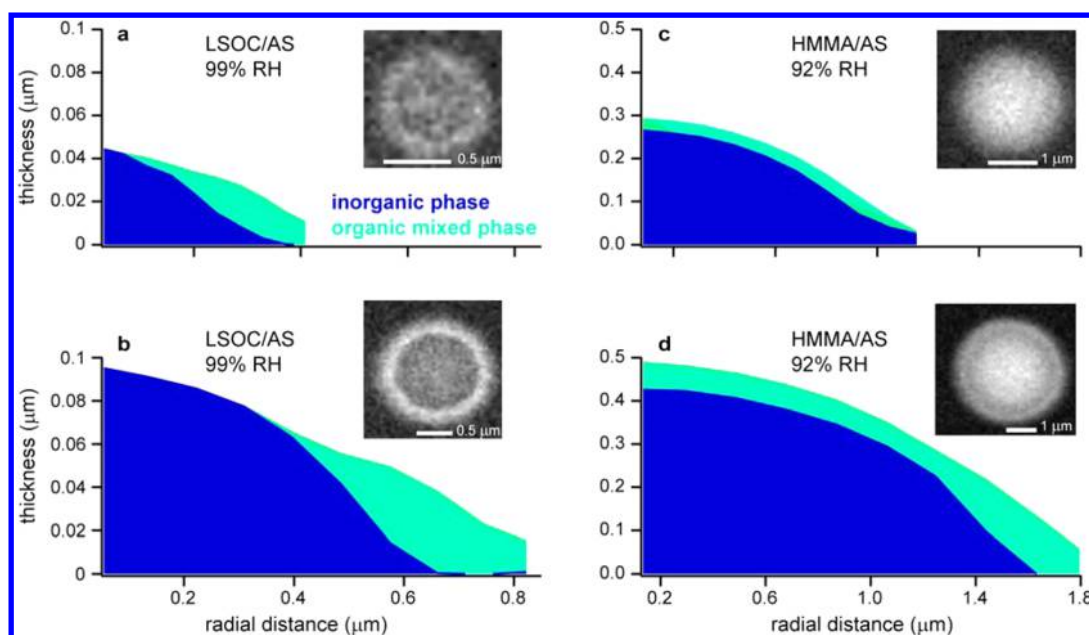 a
LSOC/AS
99% RH
0.5 µm
thickness (µm)
0.1
0.08
0.06
0.04
0.02
0
inorganic phase
organic mixed phase
c
HMMA/AS
92% RH
1 µm
0.5
0.4
0.3
0.2
0.1
0.0
b
LSOC/AS
99% RH
0.5 µm
thickness (µm)
0.1
0.08
0.06
0.04
0.02
0
0.2
0.4
0.6
0.8
radial distance (µm)
d
HMMA/AS
92% RH
1 µm
0.5
0.4
0.3
0.2
0.1
0.0
0.2
0.6
1.0
1.4
1.8
radial distance (µm)